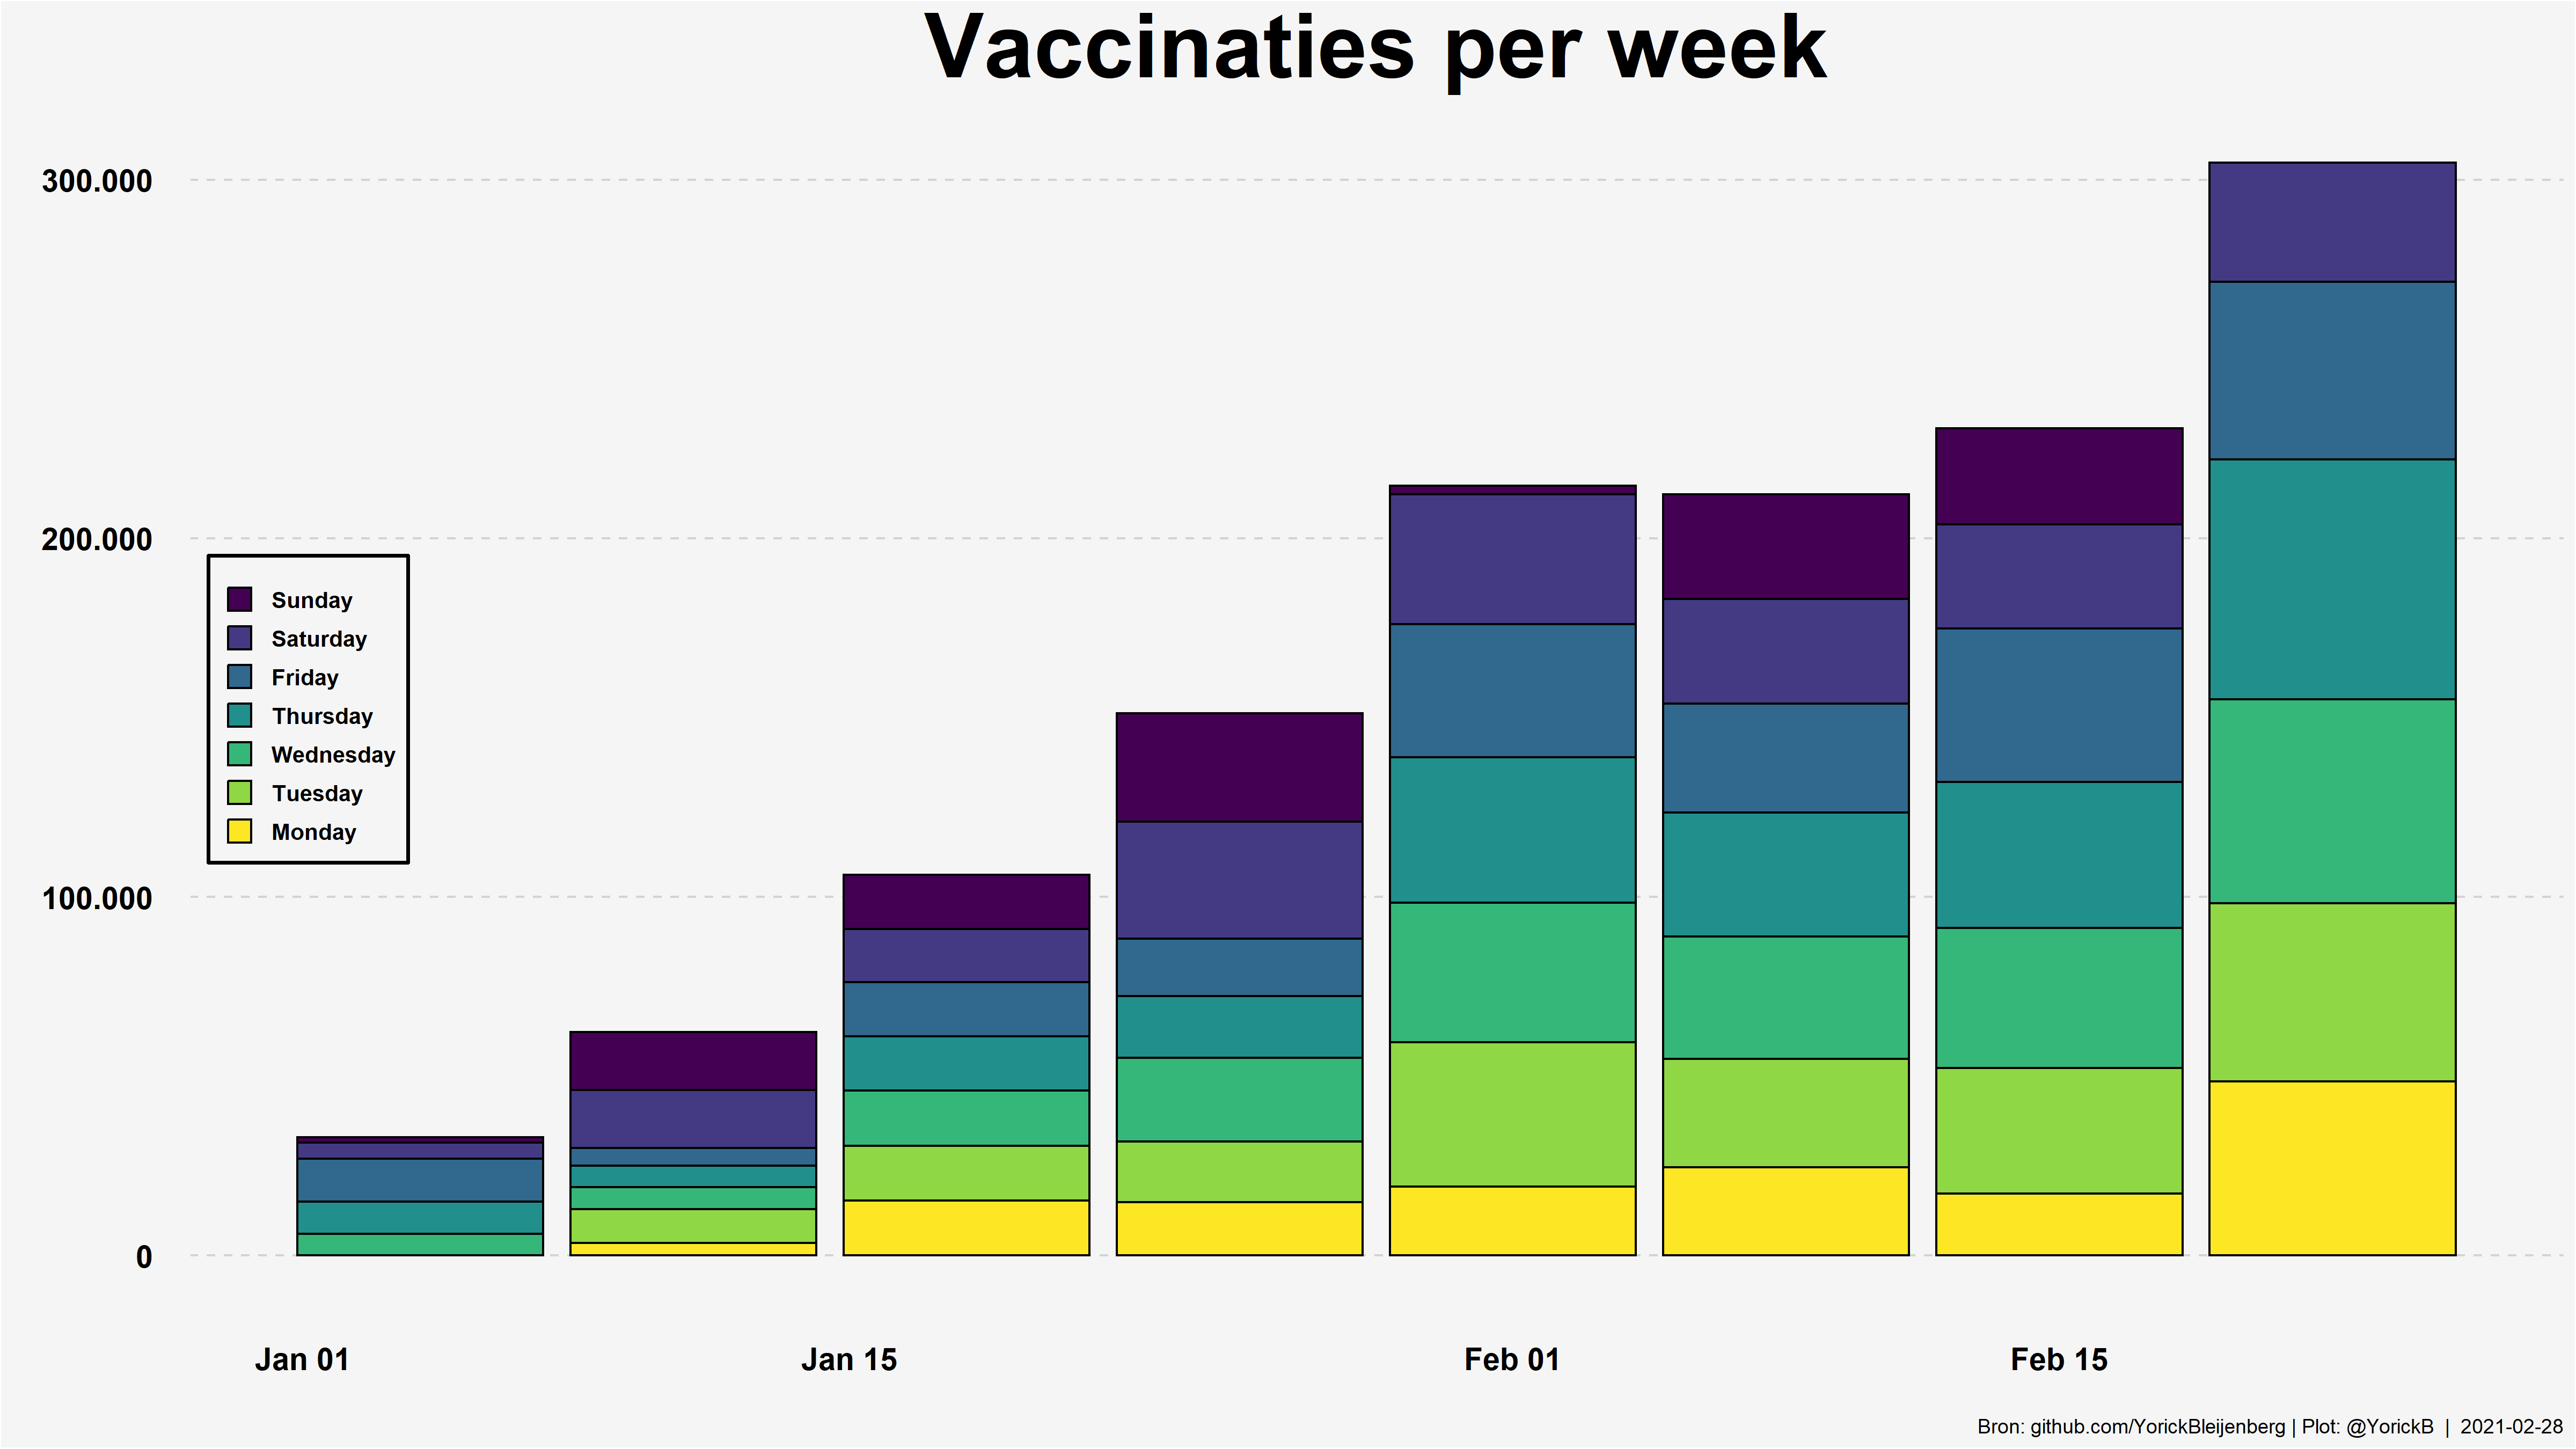 Vaccinaties per week
300.000
200.000
100.000
0
Sunday
Saturday
Friday
Thursday
Wednesday
Tuesday
Monday
Jan 01 Jan 15 Feb 01 Feb 15
Bron: github.com/YorickBleijenberg | Plot: @YorickB | 2021-02-28